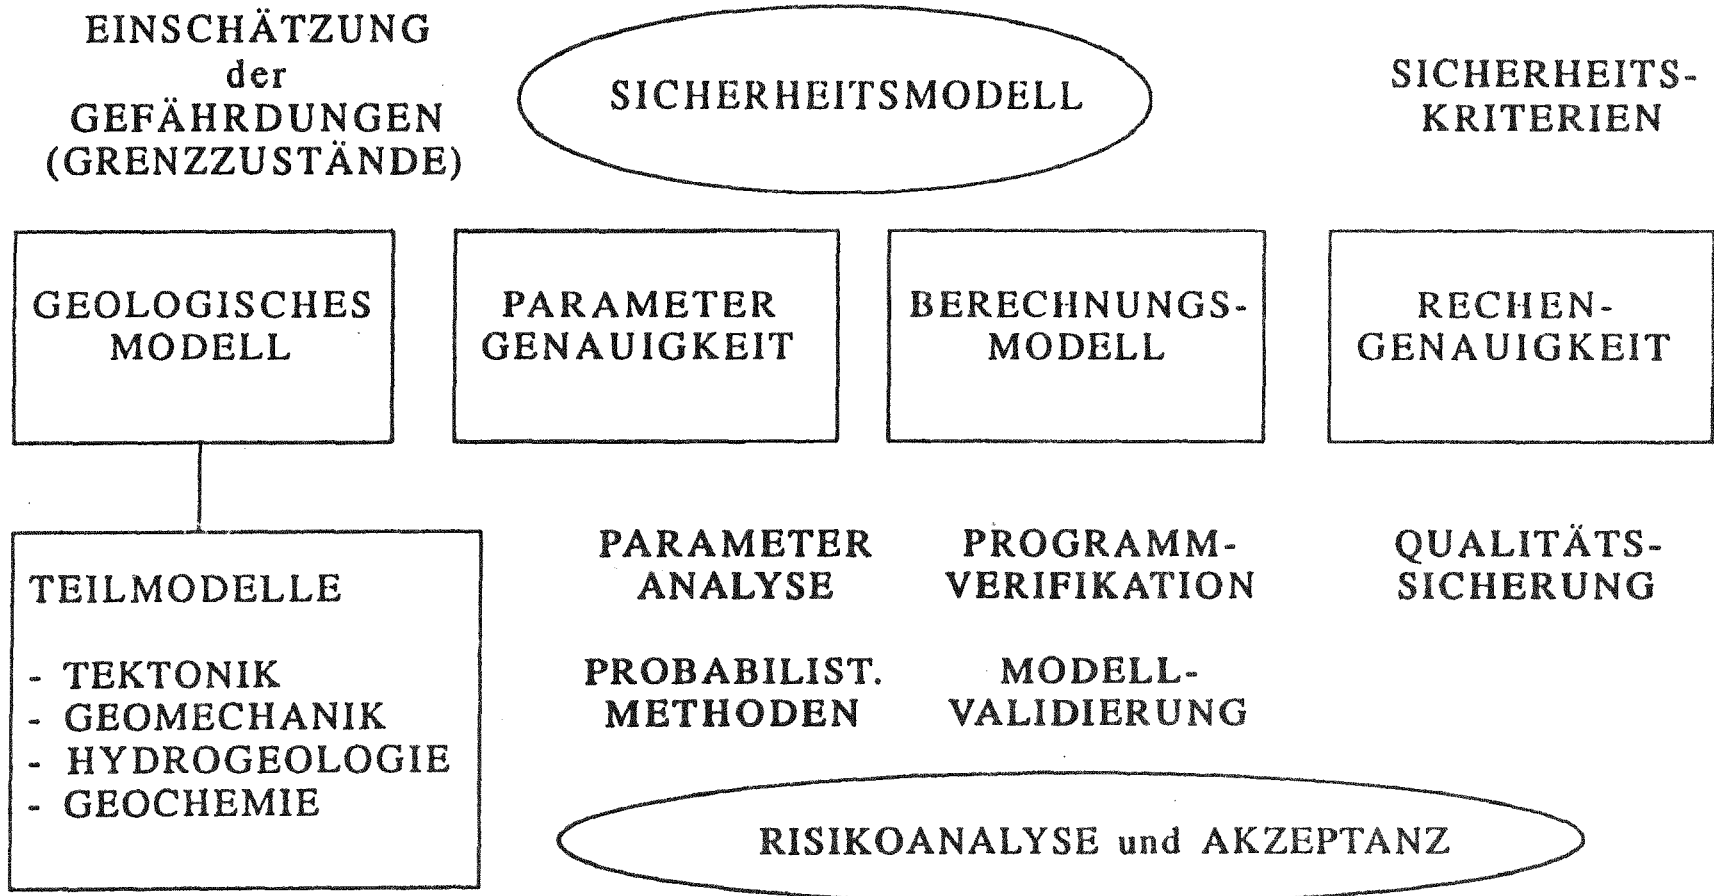 EINSCHÄTZUNG
der
GEFÄHRDUNGEN
(GRENZZUSTÄNDE)
SICHERHEITSMODELL
SICHERHEITS-
KRITERIEN
GEOLOGISCHES
MODELL
PARAMETER
GENAUIGKEIT
BERECHNUNGS-
MODELL
RECHEN-
GENAUIGKEIT
TEILMODELLE
- TEKTONIK
- GEOMECHANIK
- HYDROGEOLOGIE
- GEOCHEMIE
PARAMETER
ANALYSE
PROBABILIST.
METHODEN
PROGRAMM-
VERIFIKATION
MODELL-
VALIDIERUNG
QUALITÄTS-
SICHERUNG
RISIKOANALYSE und AKZEPTANZ